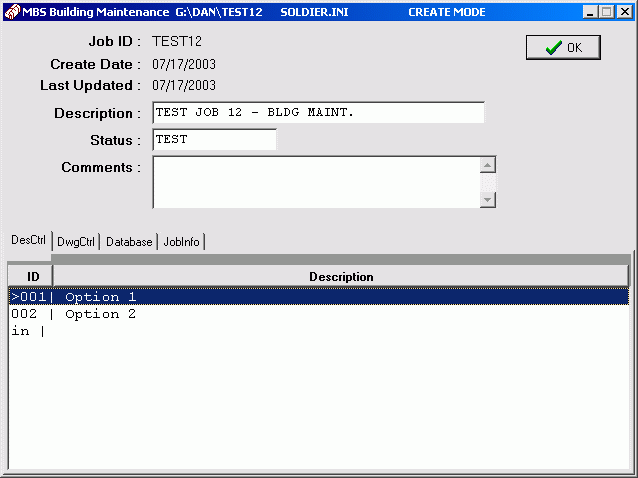 MBS Building Maintenance G:\DAN\TEST12 SOLDIER.INI CREATE MODE
Job ID : TEST12
OK
Create Date : 07/17/2003
Last Updated : 07/17/2003
Description : TEST JOB 12 - BLDG MAINT.
Status : TEST
Comments :
DesCtrl DwgCtrl Database JobInfo
ID Description
>001| Option 1
002 | Option 2
in |